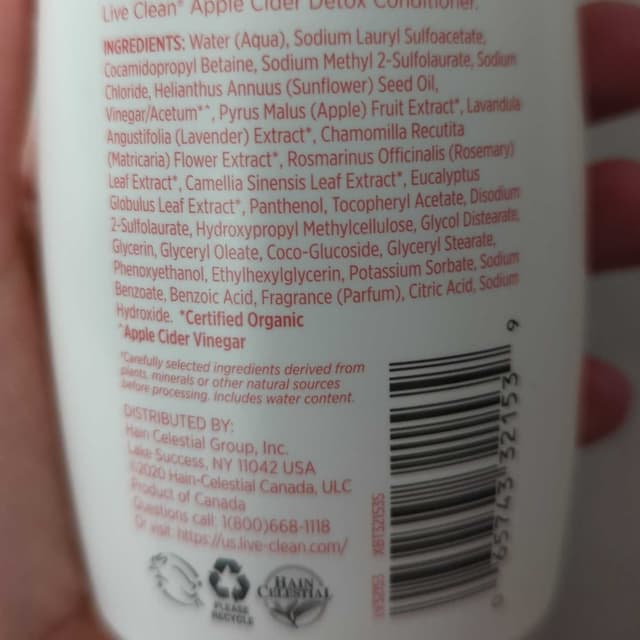 Live Clean® Apple Cider Detox Conditioner.
INGREDIENTS: Water (Aqua), Sodium Lauryl Sulfoacetate,
Cocamidopropyl Betaine, Sodium Methyl 2-Sulfolaurate, Sodium
Chloride, Helianthus Annuus (Sunflower) Seed Oil,
Vinegar/Acetum*^, Pyrus Malus (Apple) Fruit Extract*, Lavandula
Angustifolia (Lavender) Extract*, Chamomilla Recutita
(Matricaria) Flower Extract*, Rosmarinus Officinalis (Rosemary)
Leaf Extract*, Camellia Sinensis Leaf Extract*, Eucalyptus
Globulus Leaf Extract*, Panthenol, Tocopheryl Acetate, Disodium
2-Sulfolaurate, Hydroxypropyl Methylcellulose, Glycol Distearate,
Glycerin, Glyceryl Oleate, Coco-Glucoside, Glyceryl Stearate,
Phenoxyethanol, Ethylhexylglycerin, Potassium Sorbate, Sodium
Benzoate, Benzoic Acid, Fragrance (Parfum), Citric Acid, Sodium
Hydroxide. *Certified Organic
^Apple Cider Vinegar
†Carefully selected ingredients derived from
plants, minerals or other natural sources
before processing. Includes water content.
DISTRIBUTED BY:
Hain Celestial Group, Inc.
Lake Success, NY 11042 USA
©2020 Hain-Celestial Canada, ULC
Product of Canada
Questions call: 1(800)668-1118
Or visit: https://us.live-clean.com/
PLEASE
RECYCLE
HAIN
CELESTIAL
0 65743 32153 9